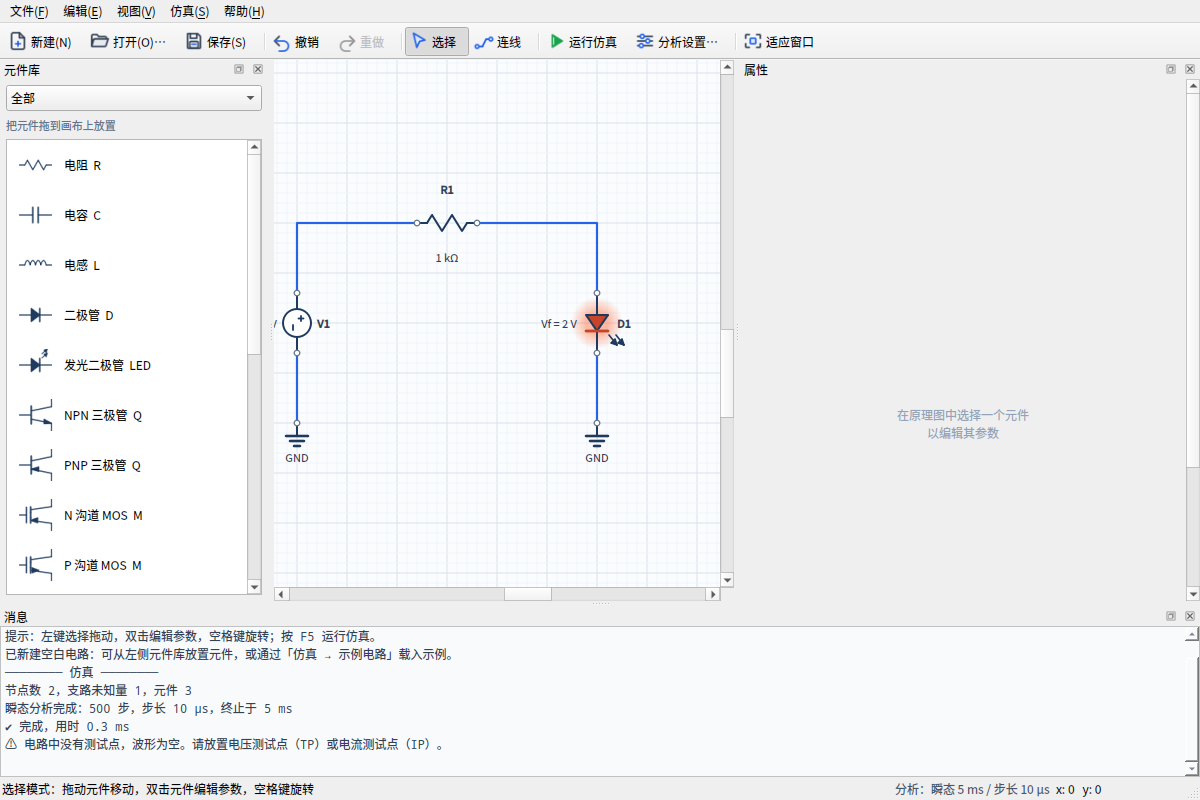 文件(F) 编辑(E) 视图(V) 仿真(S) 帮助(H)
新建(N) 打开(O)… 保存(S) 撤销 重做 选择 连线 运行仿真 分析设置… 适应窗口
元件库
全部
把元件拖到画布上放置
电阻 R
电容 C
电感 L
二极管 D
发光二极管 LED
NPN 三极管 Q
PNP 三极管 Q
N 沟道 MOS M
P 沟道 MOS M
R1
1 kΩ
V V1
Vf = 2 V D1
GND
GND
属性
在原理图中选择一个元件
以编辑其参数
消息
提示: 左键选择拖动，双击编辑参数，空格键旋转；按 F5 运行仿真。
已新建空白电路: 可从左侧元件库放置元件，或通过「仿真 → 示例电路」载入示例。
──────── 仿真 ────────
节点数 2，支路未知量 1，元件 3
瞬态分析完成: 500 步，步长 10 µs，终止于 5 ms
✔ 完成，用时 0.3 ms
⚠ 电路中没有测试点，波形为空。请放置电压测试点（TP）或电流测试点（IP）。
选择模式: 拖动元件移动，双击元件编辑参数，空格键旋转
分析: 瞬态 5 ms / 步长 10 µs x: 0 y: 0